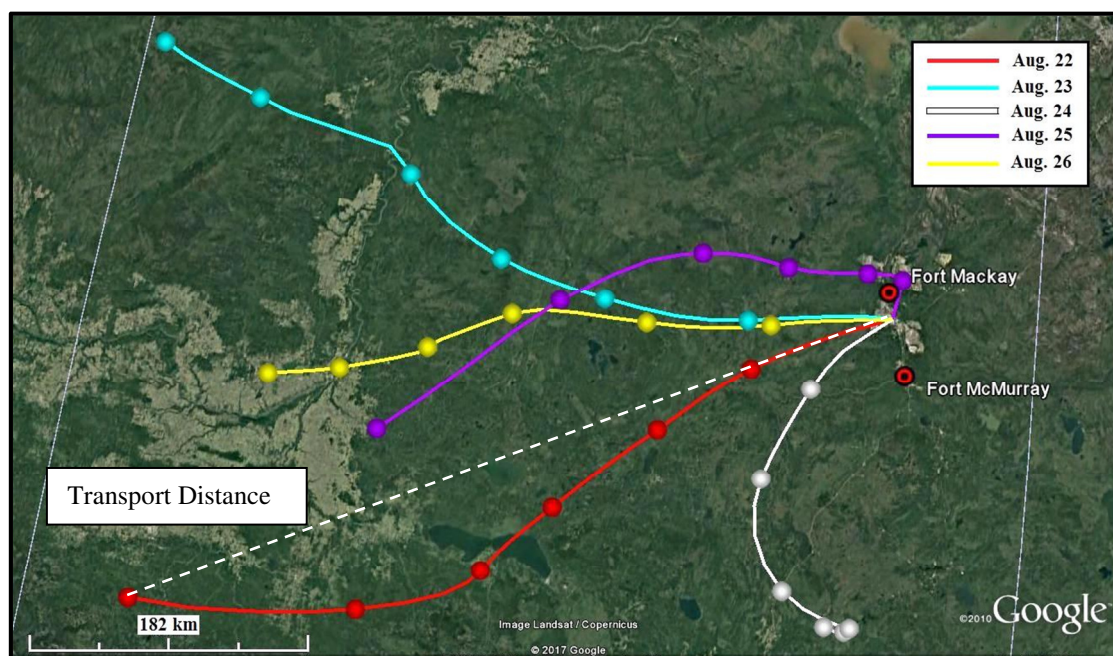 Aug. 22
Aug. 23
Aug. 24
Aug. 25
Aug. 26
Fort Mackay
Fort McMurray
Transport Distance
182 km
Image Landsat / Copernicus
© 2017 Google
©2010 Google